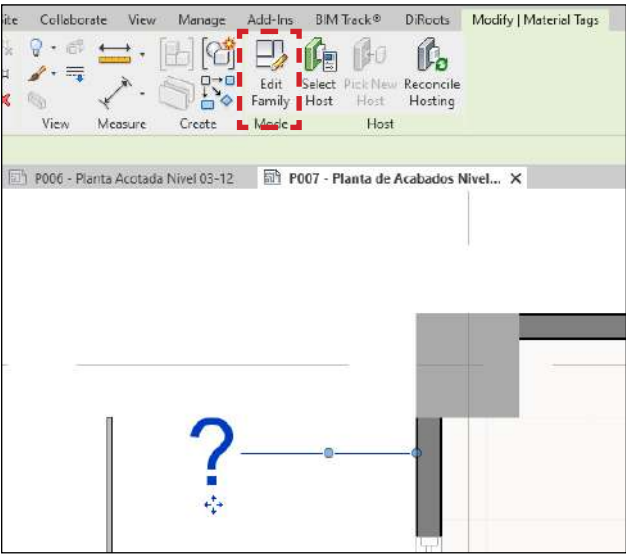 Collaborate View Manage Add-Ins BIM Track® DiRoots Modify | Material Tags
Edit Family
Select Host
Pick New Host
Reconcile Hosting
View Measure Create Mode Host
P006 - Planta Acotada Nivel 03-12
P007 - Planta de Acabados Nivel... X
?